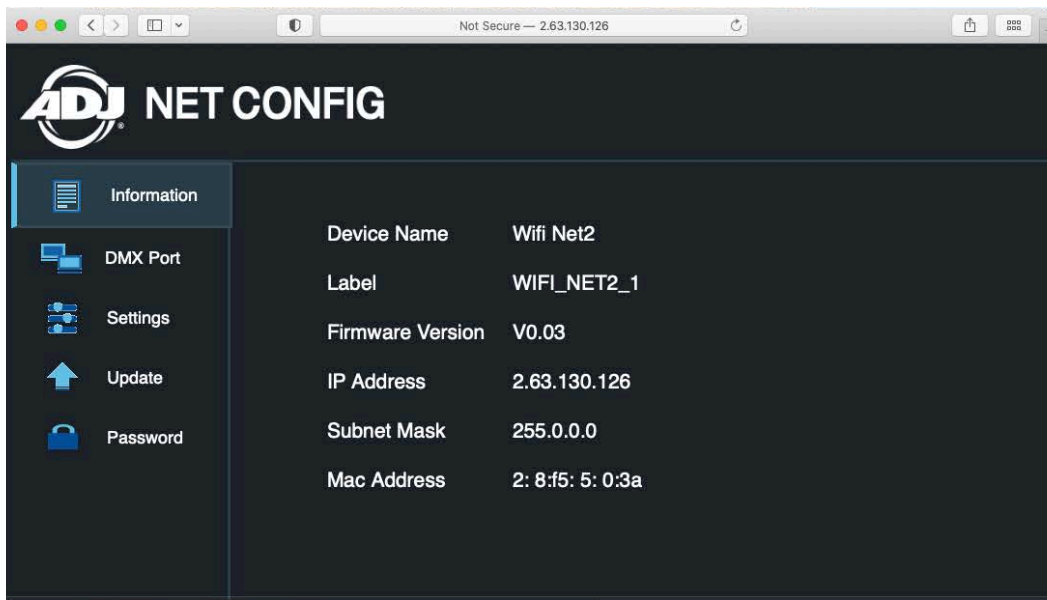 Not Secure — 2.63.130.126
ADJ NET CONFIG
Information
DMX Port
Settings
Update
Password
Device Name Wifi Net2
Label WIFI_NET2_1
Firmware Version V0.03
IP Address 2.63.130.126
Subnet Mask 255.0.0.0
Mac Address 2: 8:f5: 5: 0:3a